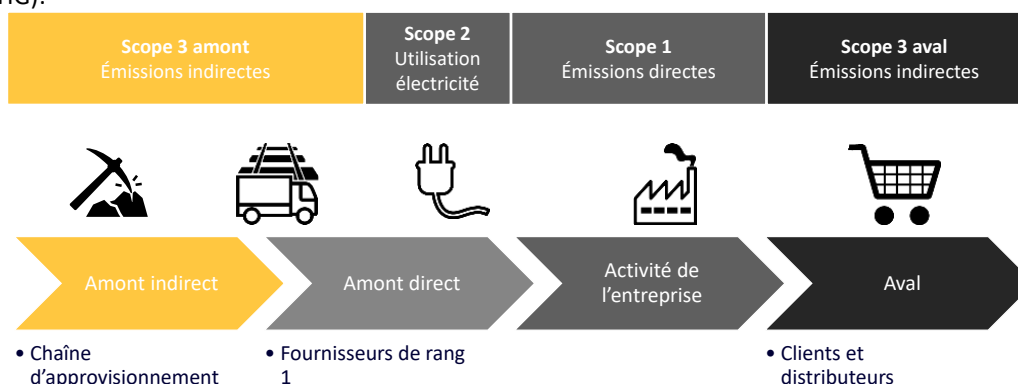 Scope 3 amont
Émissions indirectes
Scope 2
Utilisation
électricité
Scope 1
Émissions directes
Scope 3 aval
Émissions indirectes
Amont indirect
Amont direct
Activité de
l'entreprise
Aval
• Chaîne
d'approvisionnement
• Fournisseurs de rang
1
• Clients et
distributeurs